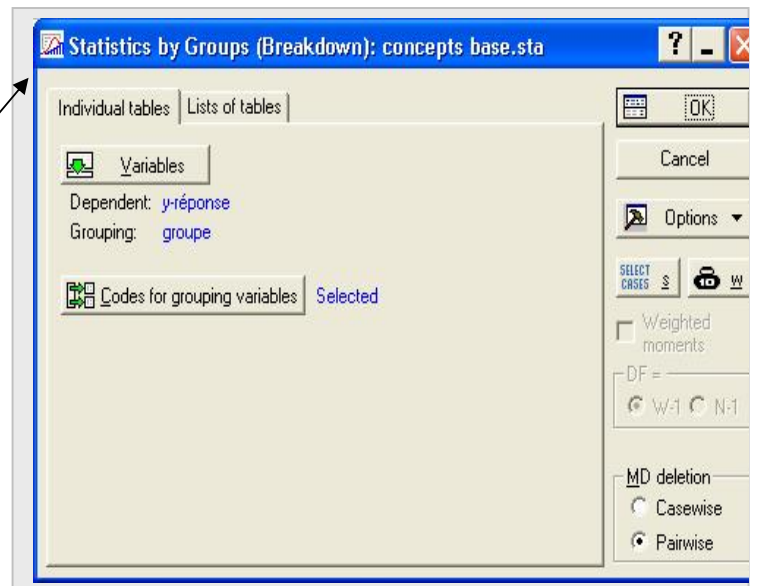 Statistics by Groups (Breakdown): concepts base.sta
Individual tables
Lists of tables
Variables
Dependent: y-réponse
Grouping: groupe
Codes for grouping variables
Selected
OK
Cancel
Options
SELECT CASES
S
W
Weighted
moments
DF =
W-1
N-1
MD deletion
Casewise
Pairwise